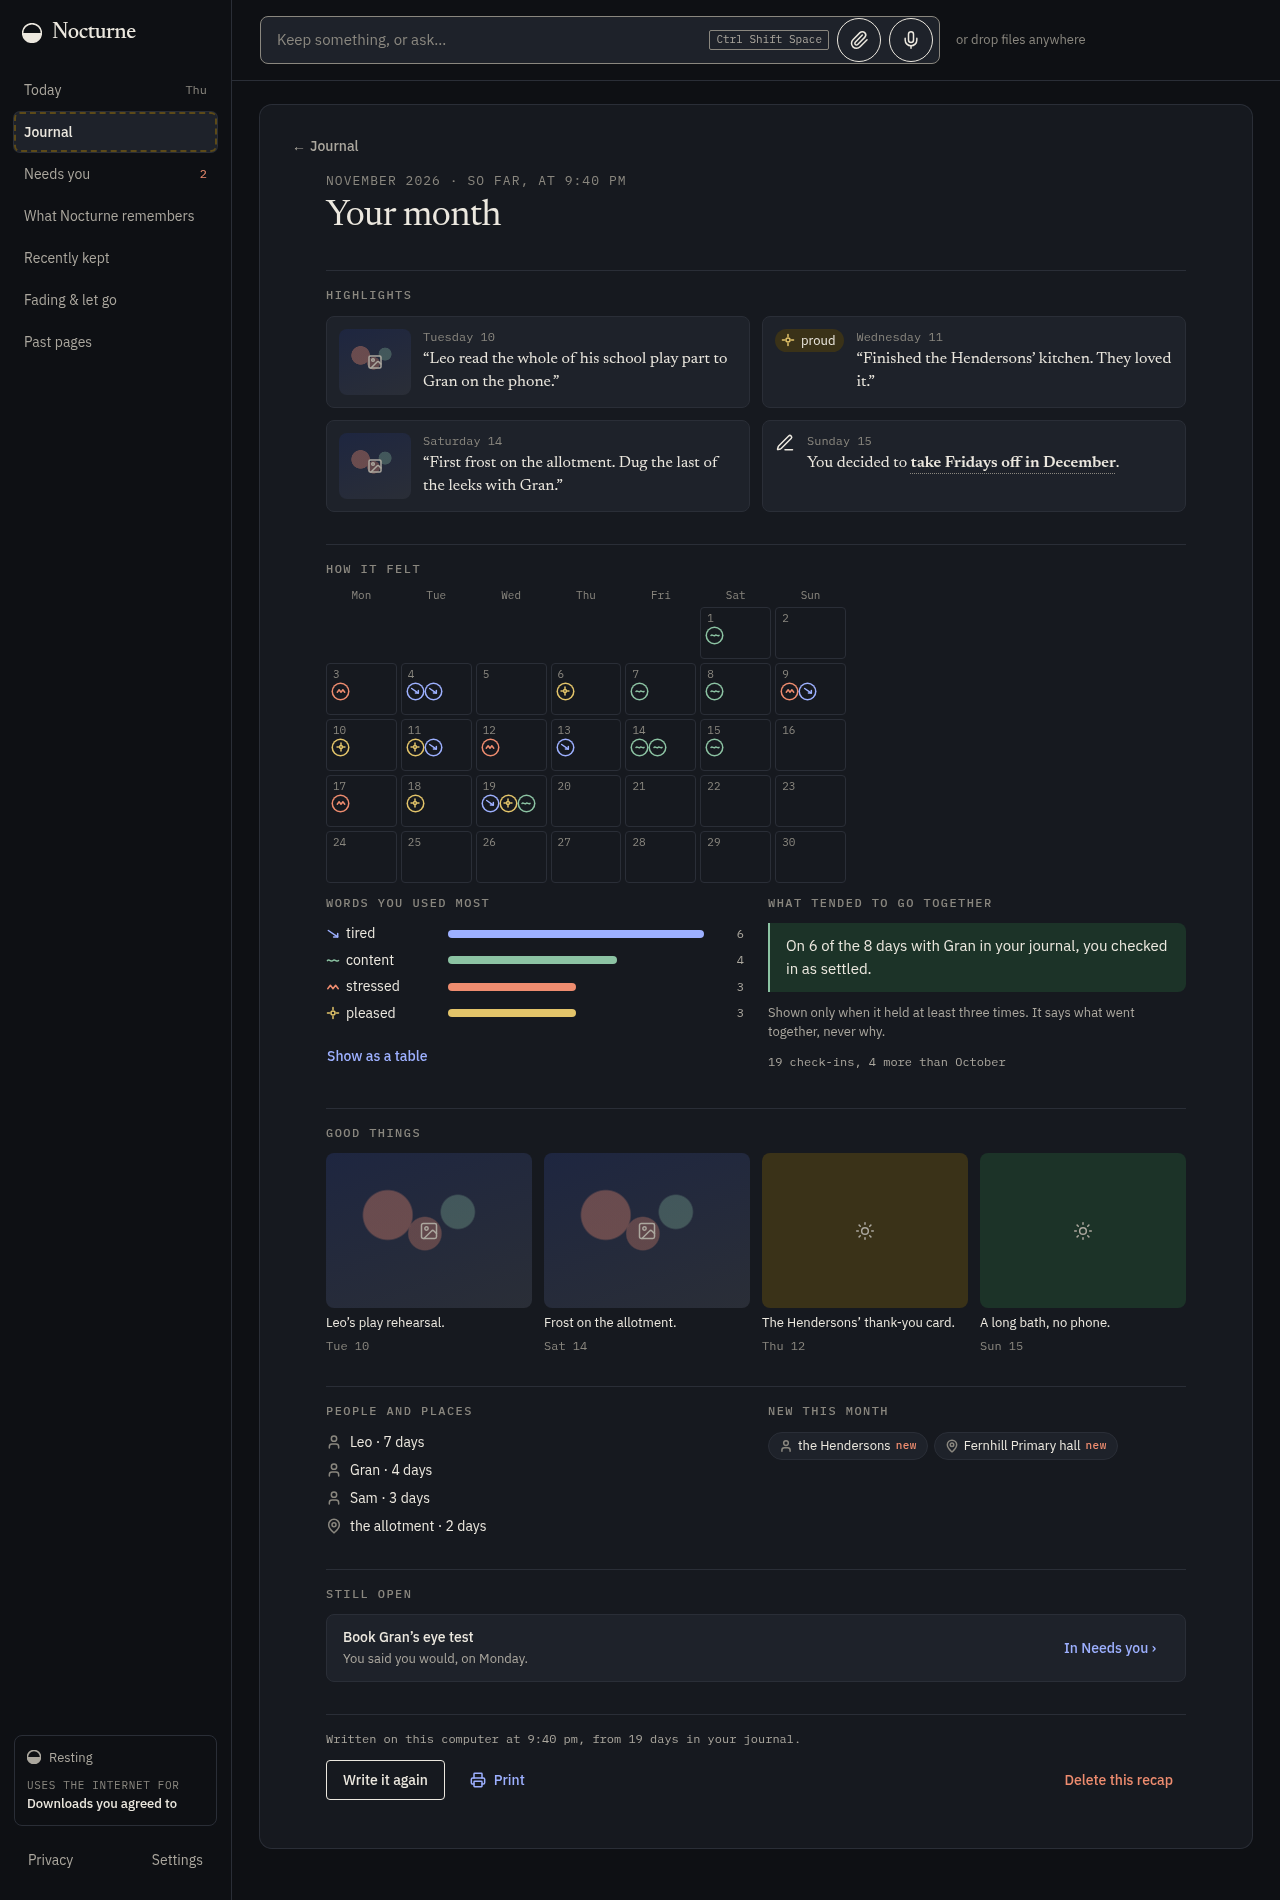 Nocturne
Keep something, or ask...
Ctrl Shift Space
or drop files anywhere
Today
Thu
Journal
Needs you
2
What Nocturne remembers
Recently kept
Fading & let go
Past pages
← Journal
NOVEMBER 2026 · SO FAR, AT 9:40 PM
Your month
HIGHLIGHTS
Tuesday 10
“Leo read the whole of his school play part to
Gran on the phone.”
proud
Wednesday 11
“Finished the Hendersons’ kitchen. They loved
it.”
Saturday 14
“First frost on the allotment. Dug the last of
the leeks with Gran.”
Sunday 15
You decided to take Fridays off in December.
HOW IT FELT
Mon Tue Wed Thu Fri Sat Sun
1 2
3 4 5 6 7 8 9
10 11 12 13 14 15 16
17 18 19 20 21 22 23
24 25 26 27 28 29 30
WORDS YOU USED MOST
tired 6
content 4
stressed 3
pleased 3
Show as a table
WHAT TENDED TO GO TOGETHER
On 6 of the 8 days with Gran in your journal, you checked
in as settled.
Shown only when it held at least three times. It says what went
together, never why.
19 check-ins, 4 more than October
GOOD THINGS
Leo’s play rehearsal.
Tue 10
Frost on the allotment.
Sat 14
The Hendersons’ thank-you card.
Thu 12
A long bath, no phone.
Sun 15
PEOPLE AND PLACES
Leo · 7 days
Gran · 4 days
Sam · 3 days
the allotment · 2 days
NEW THIS MONTH
the Hendersons new
Fernhill Primary hall new
STILL OPEN
Book Gran’s eye test
You said you would, on Monday.
In Needs you ›
Written on this computer at 9:40 pm, from 19 days in your journal.
Write it again
Print
Delete this recap
Resting
USES THE INTERNET FOR
Downloads you agreed to
Privacy
Settings